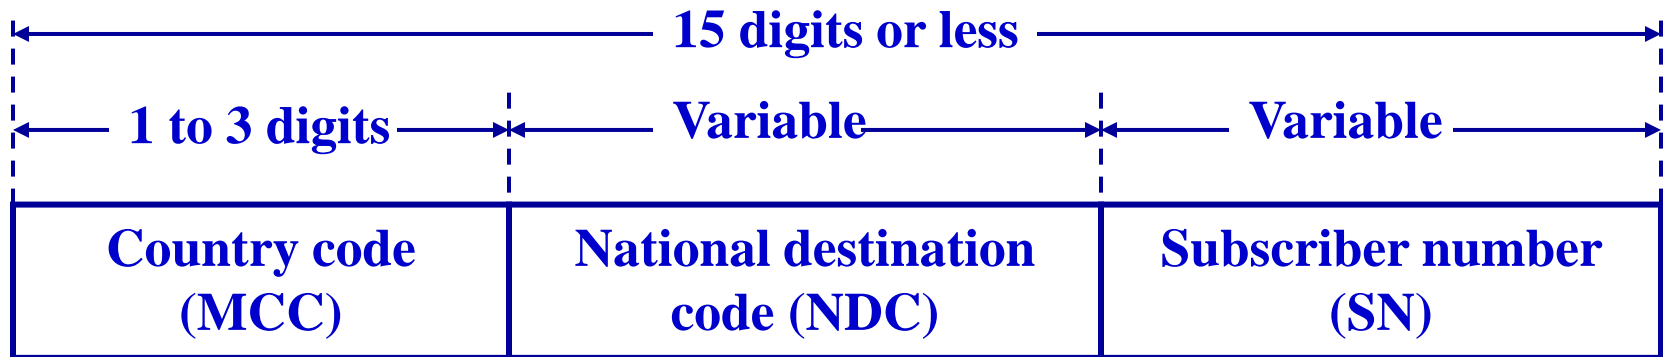 15 digits or less
1 to 3 digits
Variable
Variable
Country code
(MCC)
National destination
code (NDC)
Subscriber number
(SN)